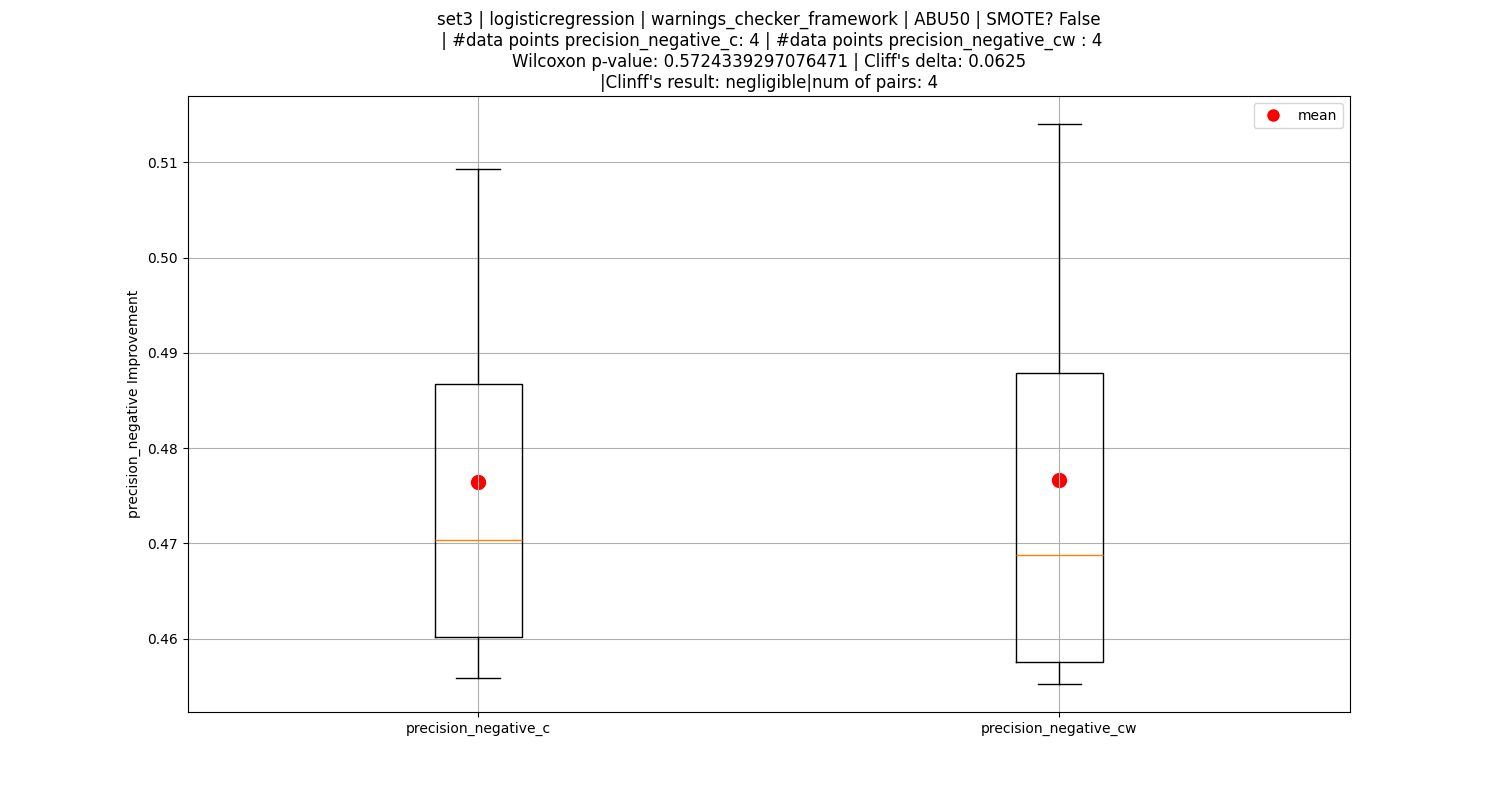 set3 | logisticregression | warnings_checker_framework | ABU50 | SMOTE? False
| #data points precision_negative_c: 4 | #data points precision_negative_cw : 4
Wilcoxon p-value: 0.5724339297076471 | Cliff's delta: 0.0625
|Clinff's result: negligible|num of pairs: 4
mean
0.51
0.50
0.49
0.48
0.47
0.46
precision_negative Improvement
precision_negative_c
precision_negative_cw